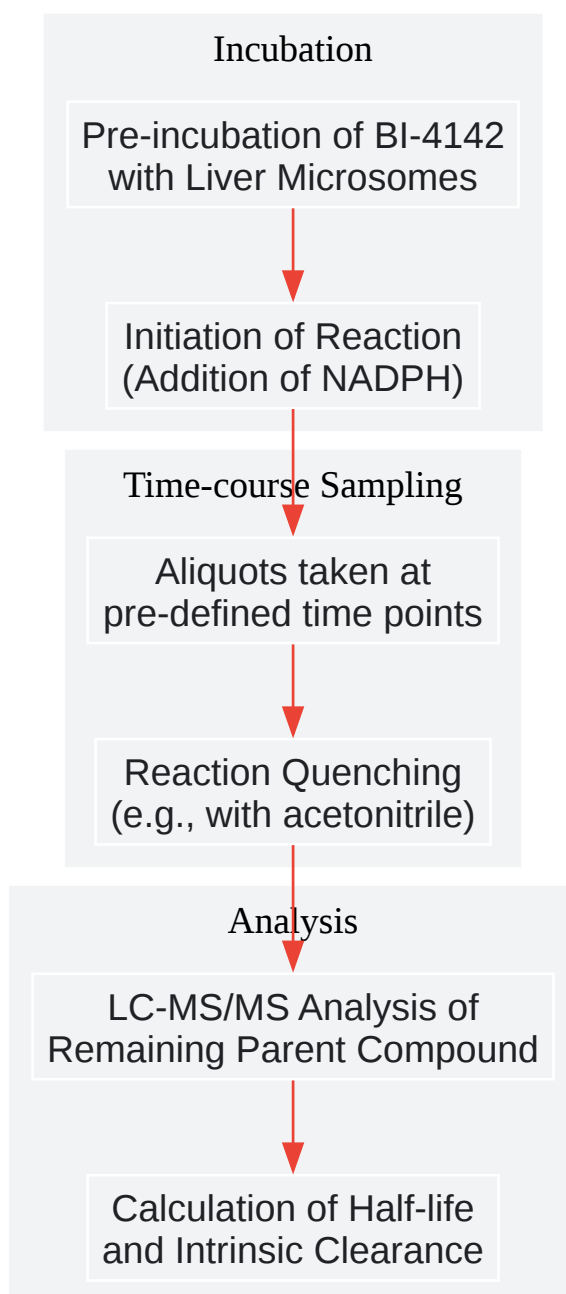 Incubation
Pre-incubation of BI-4142
with Liver Microsomes
Initiation of Reaction
(Addition of NADPH)
Time-course Sampling
Aliquots taken at
pre-defined time points
Reaction Quenching
(e.g., with acetonitrile)
Analysis
LC-MS/MS Analysis of
Remaining Parent Compound
Calculation of Half-life
and Intrinsic Clearance